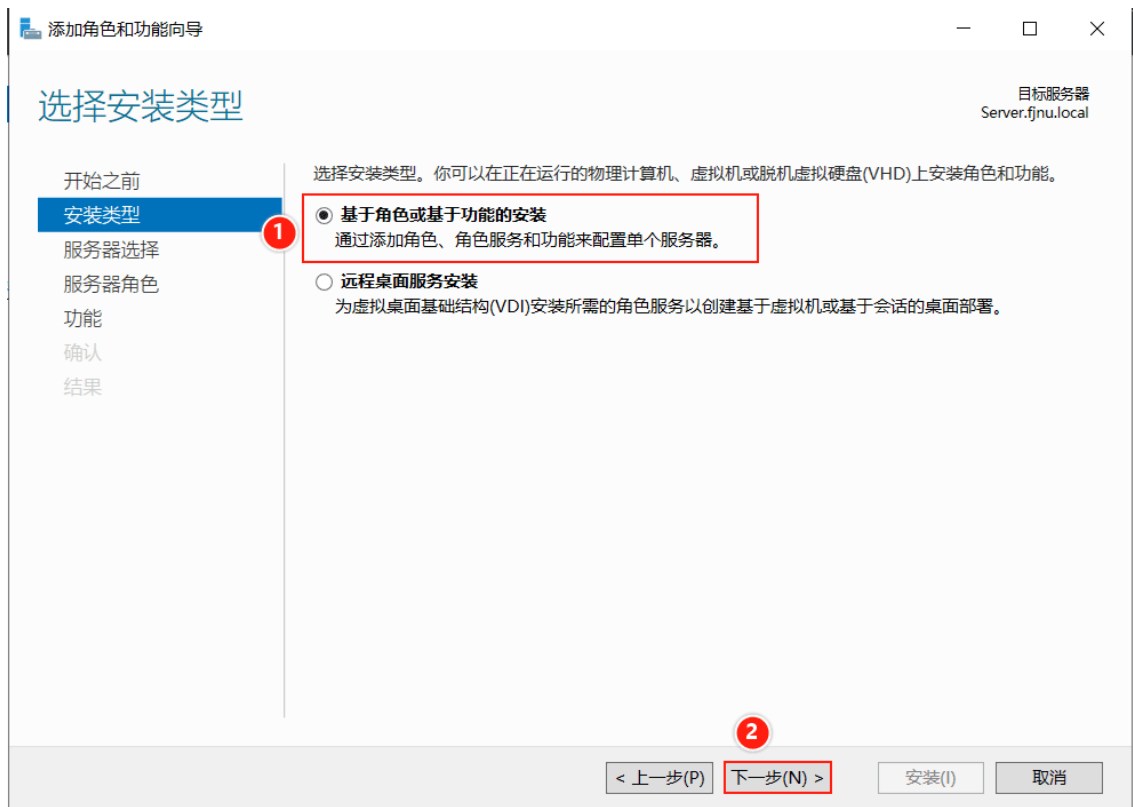 添加角色和功能向导
选择安装类型
目标服务器
Server.fjnu.local
开始之前
安装类型
服务器选择
服务器角色
功能
确认
结果
选择安装类型。你可以在正在运行的物理计算机、虚拟机或脱机虚拟硬盘(VHD)上安装角色和功能。
1
基于角色或基于功能的安装
通过添加角色、角色服务和功能来配置单个服务器。
远程桌面服务安装
为虚拟桌面基础结构(VDI)安装所需的角色服务以创建基于虚拟机或基于会话的桌面部署。
2
< 上一步(P)
下一步(N) >
安装(I)
取消